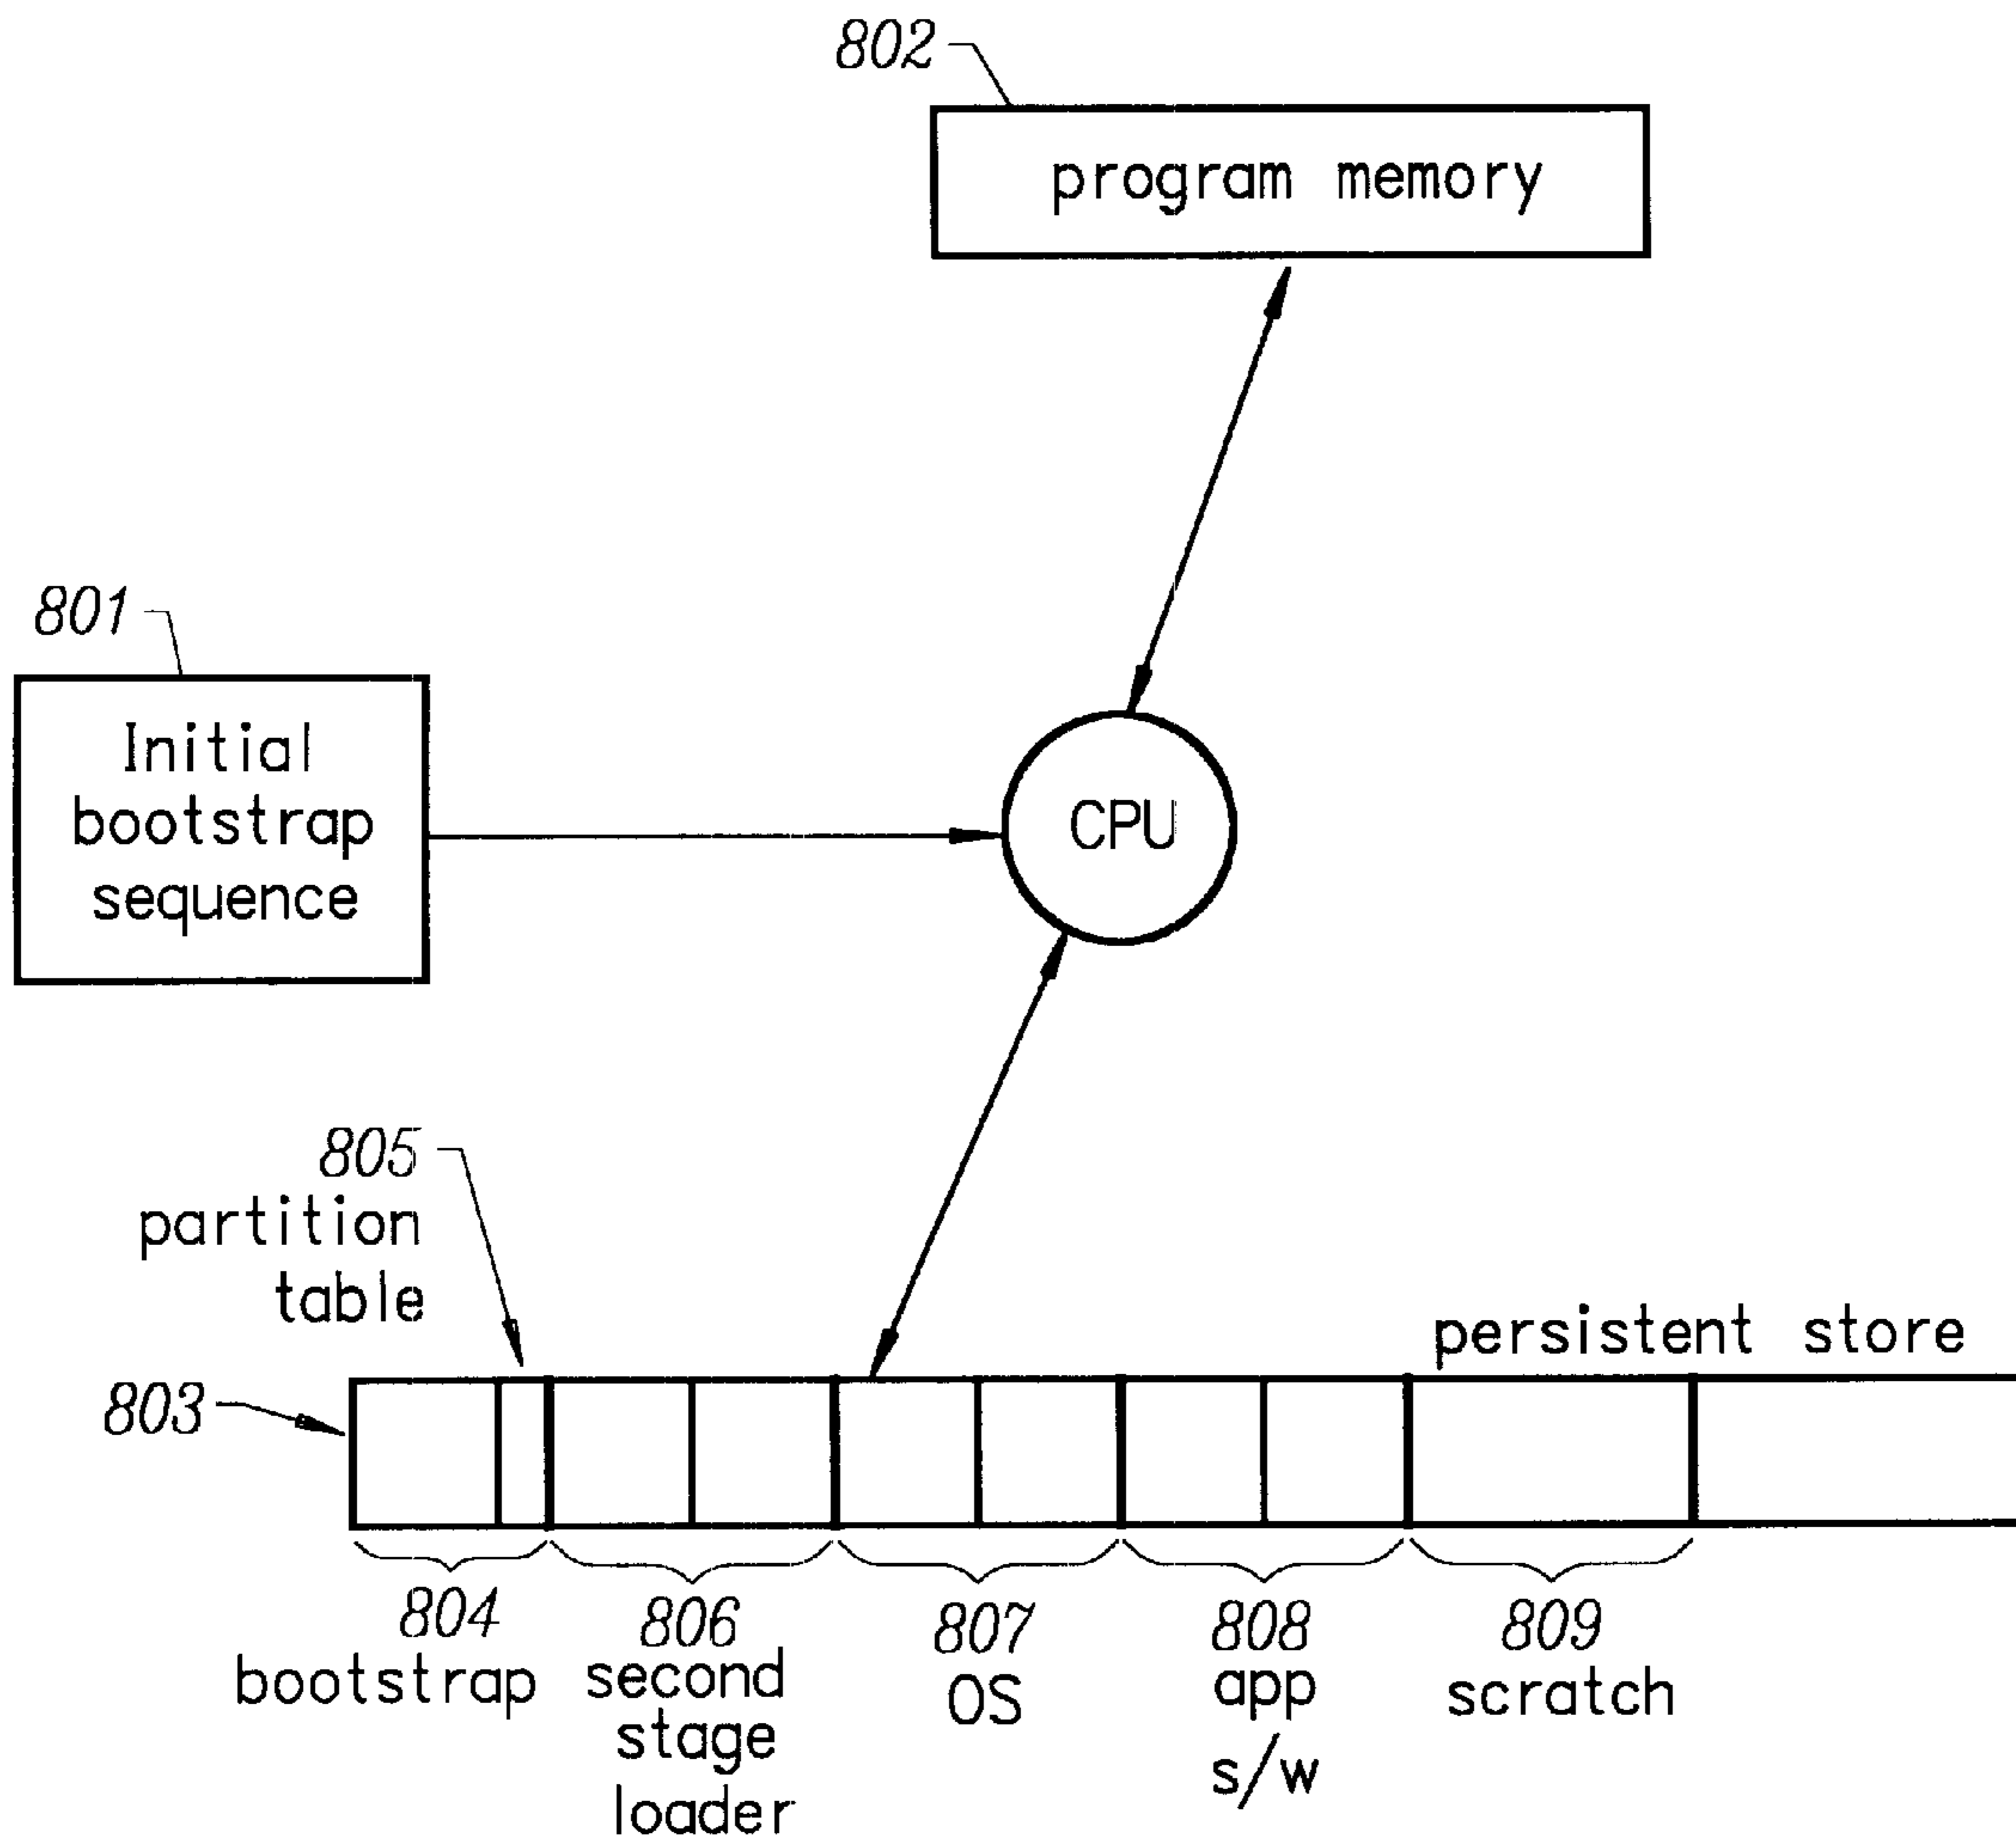 802
program memory
801
Initial
bootstrap
sequence
CPU
805
partition
table
persistent store
803
804
bootstrap
806
second
stage
loader
807
OS
808
app
s/w
809
scratch